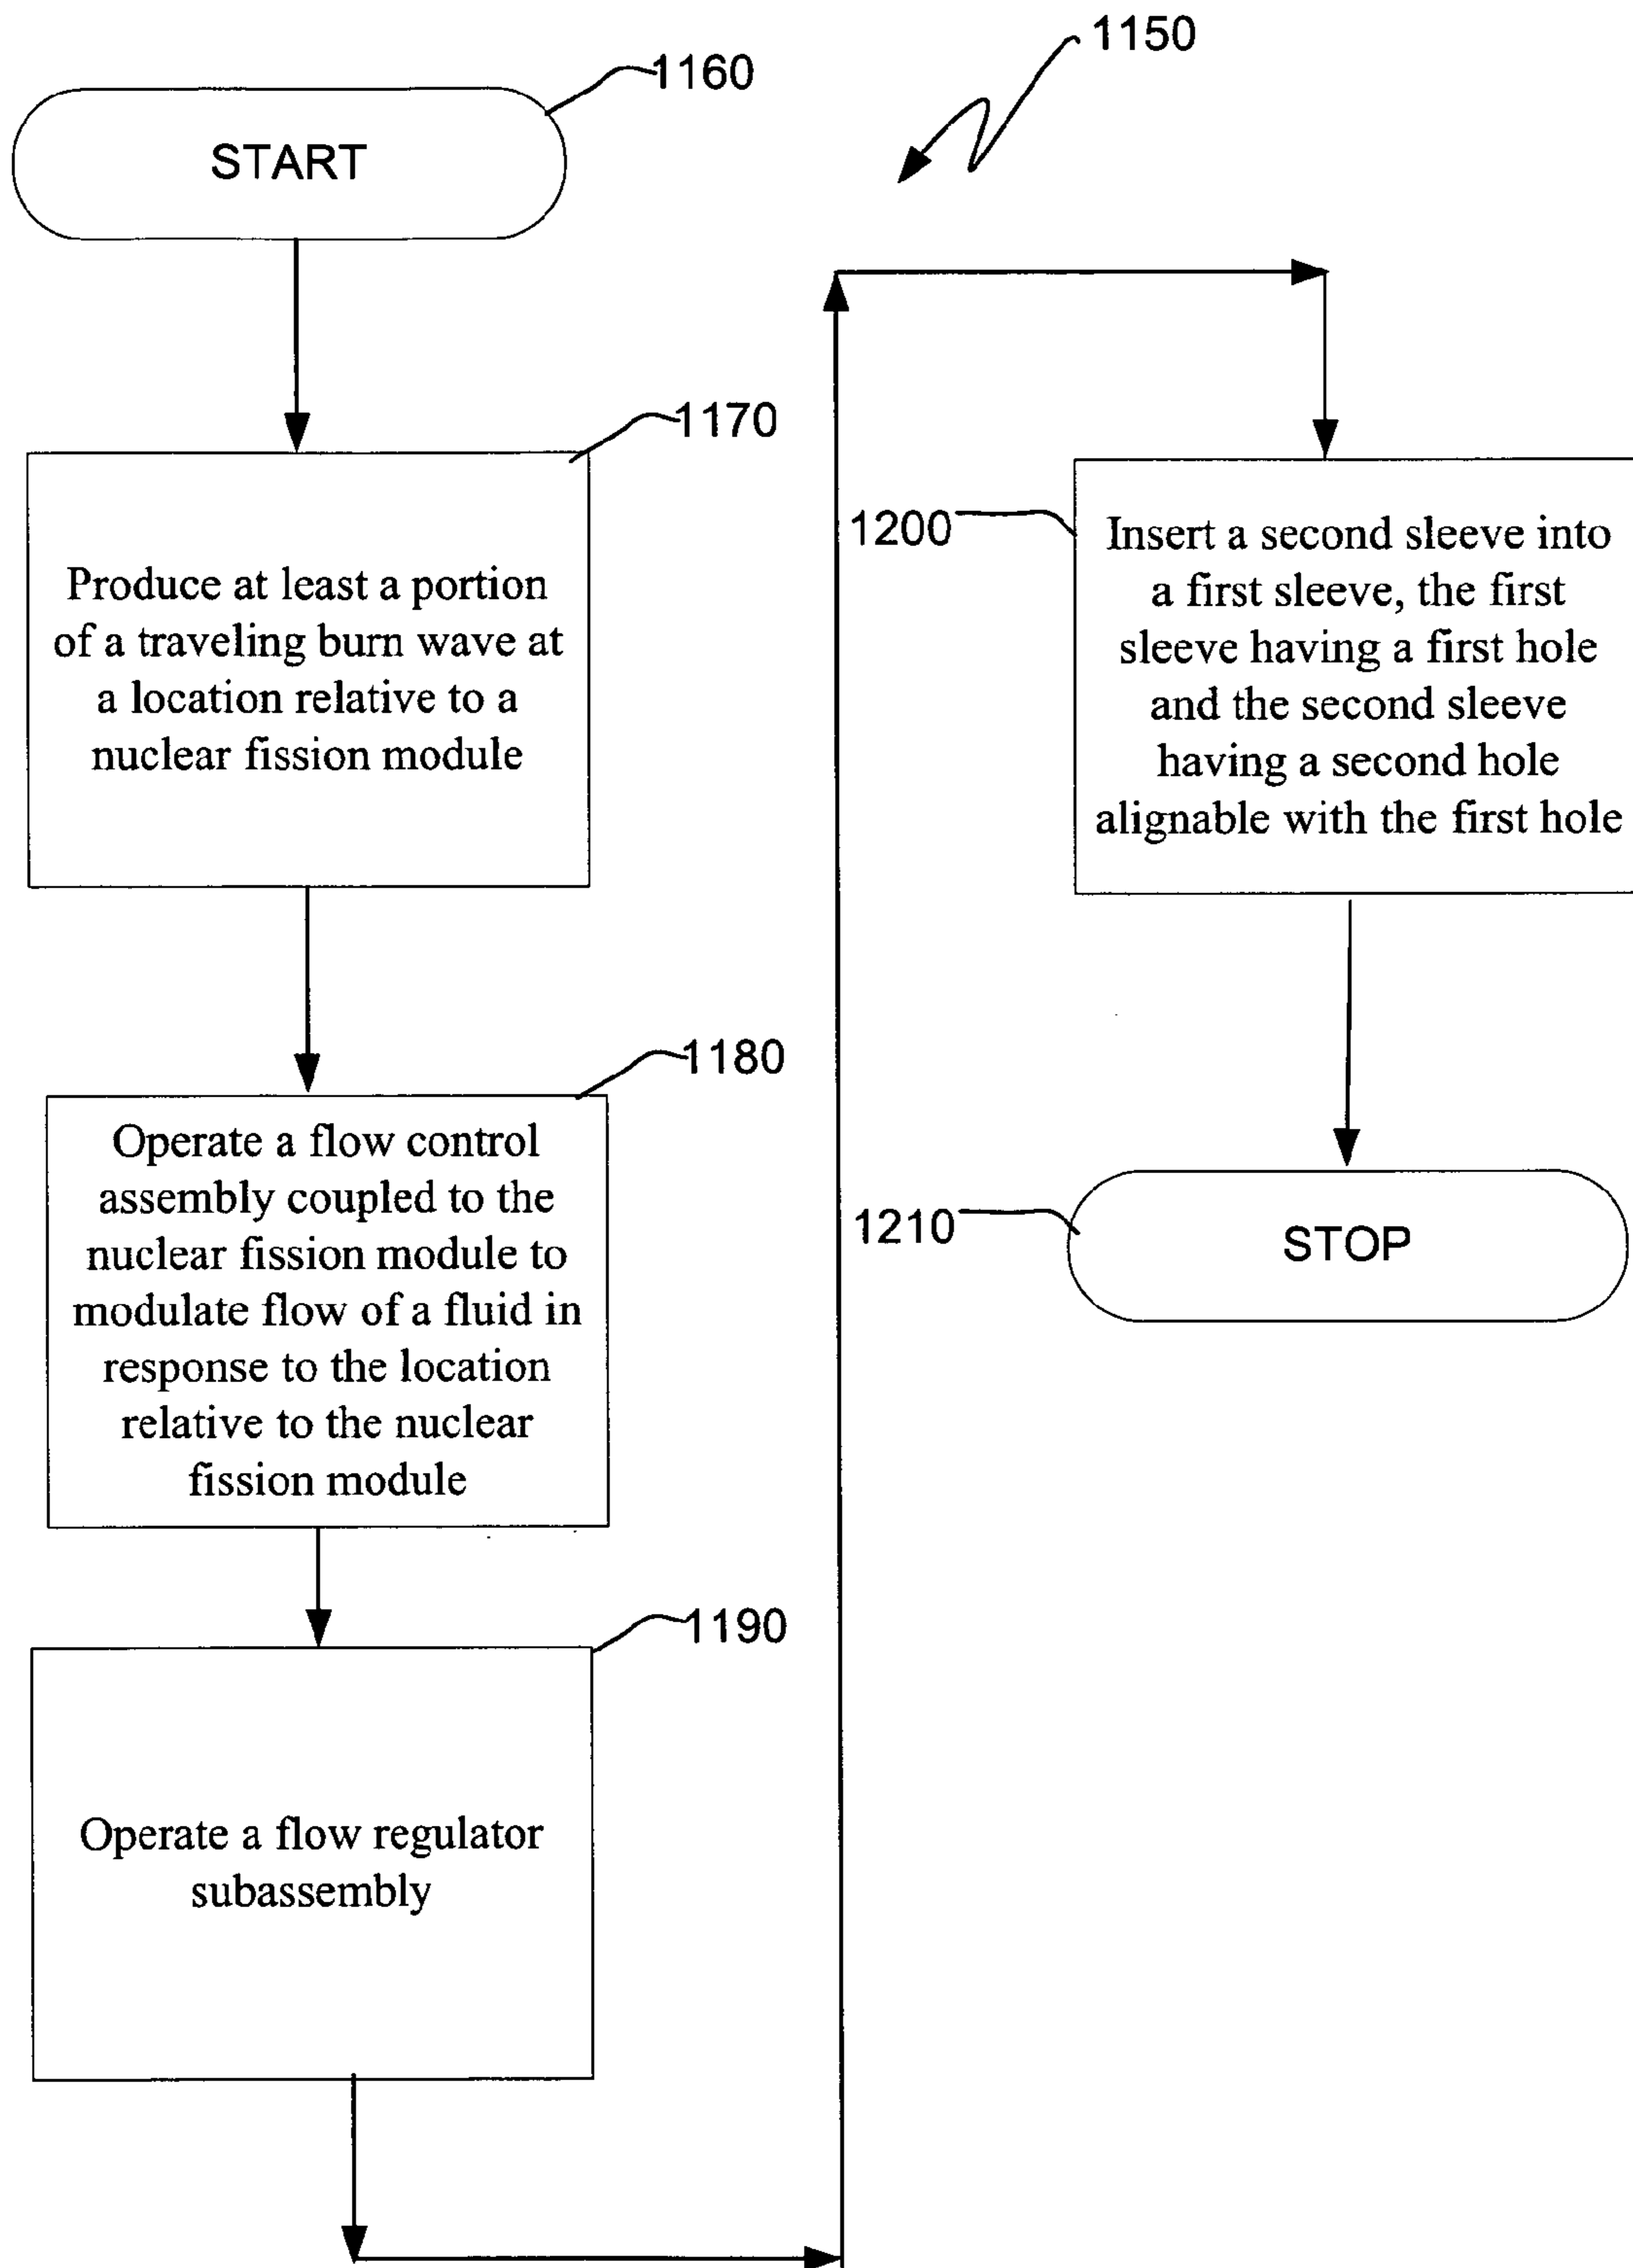 1150
1160
START
1170
Produce at least a portion
of a traveling burn wave at
a location relative to a
nuclear fission module
1180
Operate a flow control
assembly coupled to the
nuclear fission module to
modulate flow of a fluid in
response to the location
relative to the nuclear
fission module
1190
Operate a flow regulator
subassembly
1200
Insert a second sleeve into
a first sleeve, the first
sleeve having a first hole
and the second sleeve
having a second hole
alignable with the first hole
1210
STOP